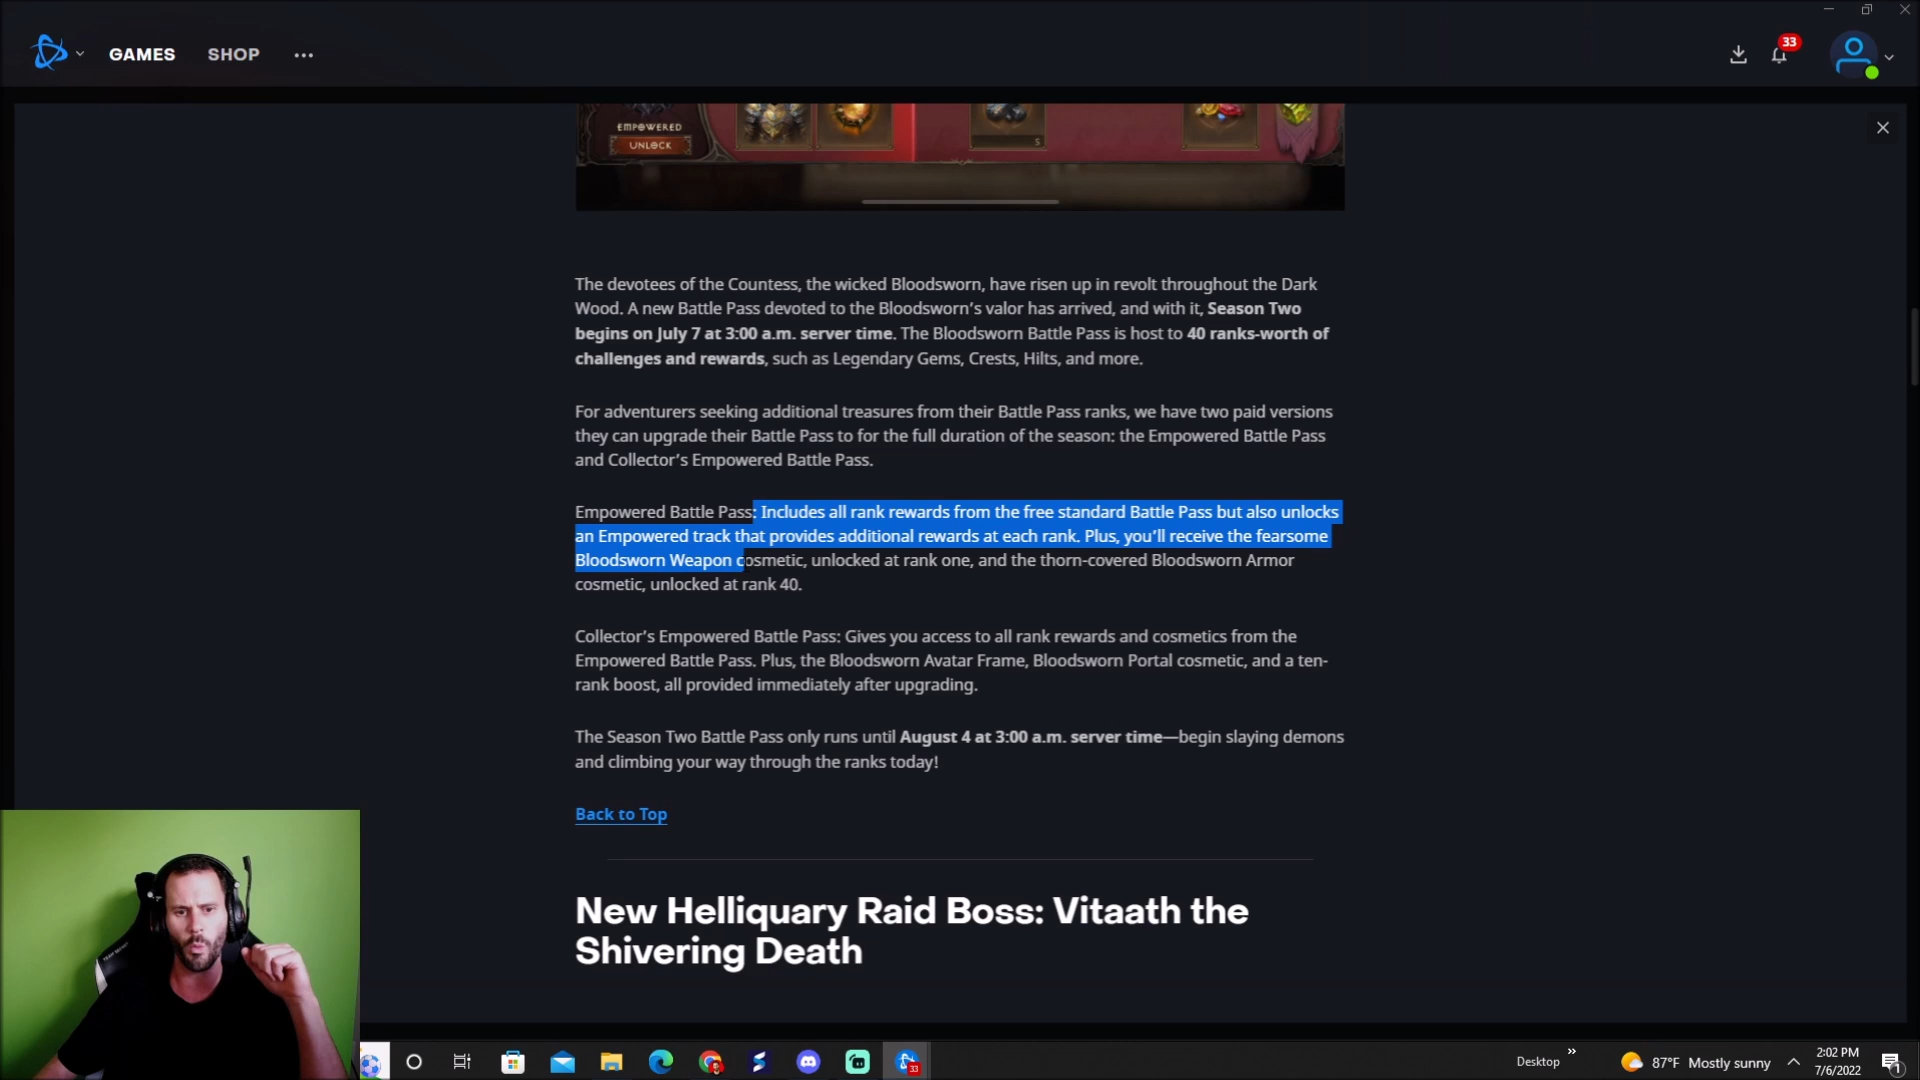 GAMES SHOP ...
33
EMPOWERED
UNLOCK
5
The devotees of the Countess, the wicked Bloodsworn, have risen up in revolt throughout the Dark
Wood. A new Battle Pass devoted to the Bloodsworn’s valor has arrived, and with it, Season Two
begins on July 7 at 3:00 a.m. server time. The Bloodsworn Battle Pass is host to 40 ranks-worth of
challenges and rewards, such as Legendary Gems, Crests, Hilts, and more.
For adventurers seeking additional treasures from their Battle Pass ranks, we have two paid versions
they can upgrade their Battle Pass to for the full duration of the season: the Empowered Battle Pass
and Collector’s Empowered Battle Pass.
Empowered Battle Pass: Includes all rank rewards from the free standard Battle Pass but also unlocks
an Empowered track that provides additional rewards at each rank. Plus, you’ll receive the fearsome
Bloodsworn Weapon cosmetic, unlocked at rank one, and the thorn-covered Bloodsworn Armor
cosmetic, unlocked at rank 40.
Collector’s Empowered Battle Pass: Gives you access to all rank rewards and cosmetics from the
Empowered Battle Pass. Plus, the Bloodsworn Avatar Frame, Bloodsworn Portal cosmetic, and a ten-
rank boost, all provided immediately after upgrading.
The Season Two Battle Pass only runs until August 4 at 3:00 a.m. server time—begin slaying demons
and climbing your way through the ranks today!
Back to Top
New Helliquary Raid Boss: Vitaath the
Shivering Death
33
Desktop
87°F Mostly sunny
2:02 PM
7/6/2022
1